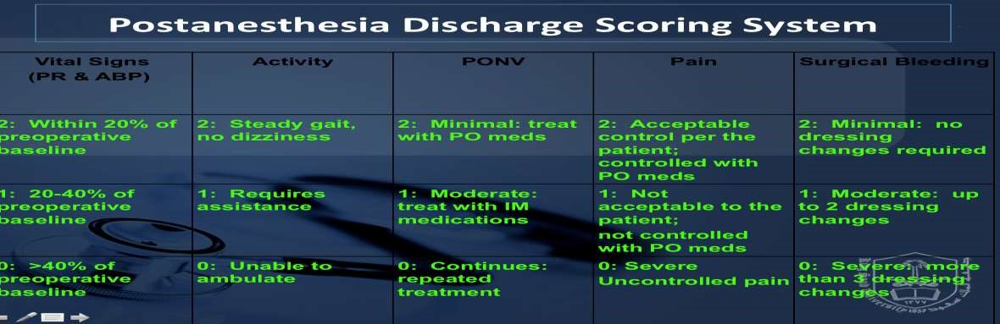 Postanesthesia Discharge Scoring System
Vital Signs
(PR & ABP)
Activity
PONV
Pain
Surgical Bleeding
2: Within 20% of
preoperative
baseline
2: Steady gait,
no dizziness
2: Minimal: treat
with PO meds
2: Acceptable
control per the
patient;
controlled with
PO meds
2: Minimal: no
dressing
changes required
1: 20-40% of
preoperative
baseline
1: Requires
assistance
1: Moderate:
treat with IM
medications
1: Not
acceptable to the
patient;
not controlled
with PO meds
1: Moderate: up
to 2 dressing
changes
0: >40% of
preoperative
baseline
0: Unable to
ambulate
0: Continues:
repeated
treatment
0: Severe
Uncontrolled pain
0: Severe: more
than 3 dressing
changes